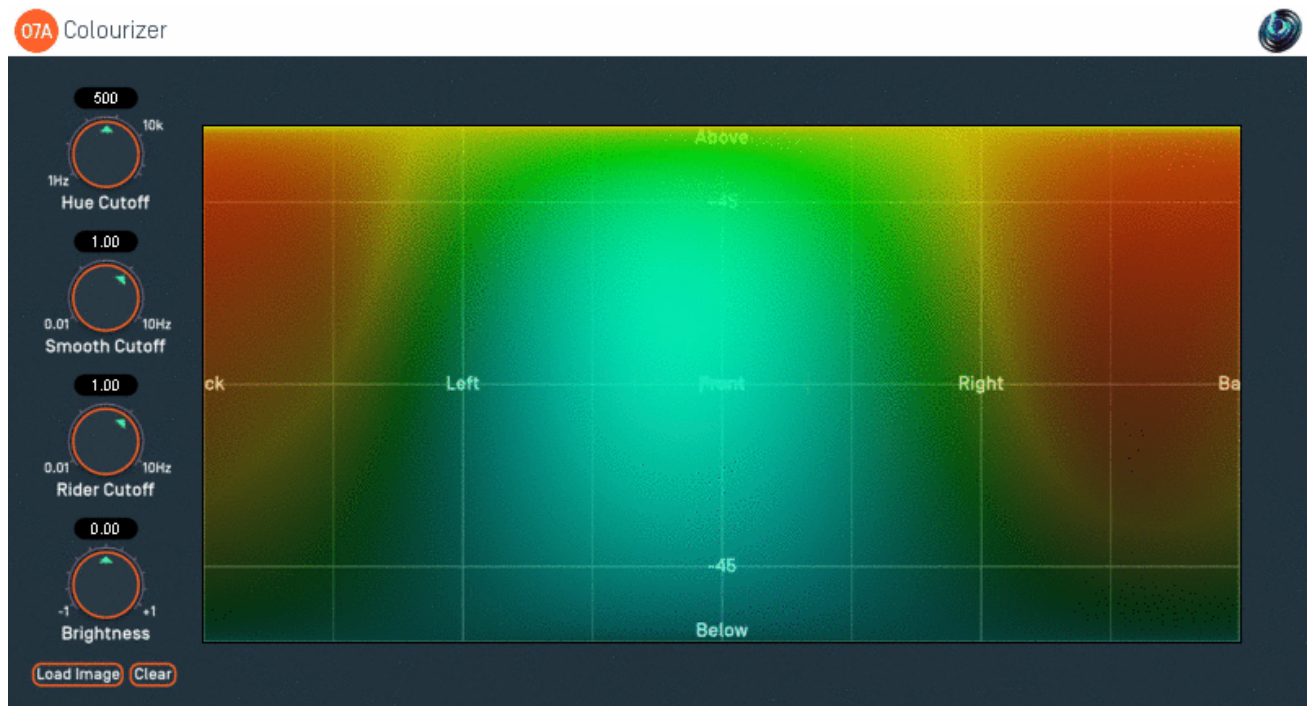 07A Colourizer
500
10k
1Hz
Hue Cutoff
1.00
0.01 10Hz
Smooth Cutoff
1.00
0.01 10Hz
Rider Cutoff
0.00
-1 +1
Brightness
Load Image Clear
Above
ck Left Front Right Ba
-45
Below